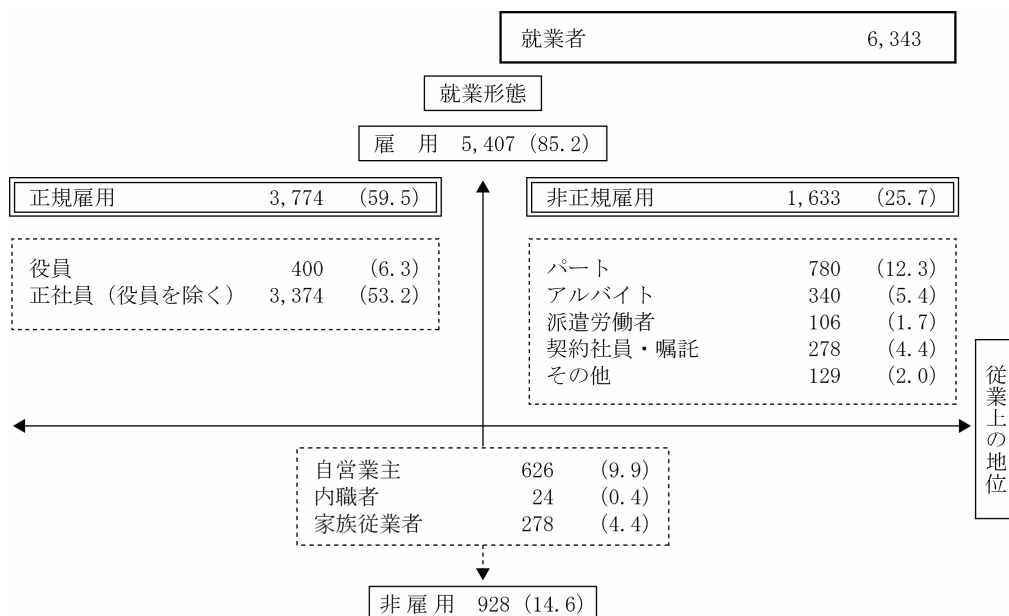 就業者 6,343
就業形態
雇用 5,407 (85.2)
正規雇用 3,774 (59.5)
非正規雇用 1,633 (25.7)
役員 400 (6.3)
正社員（役員を除く） 3,374 (53.2)
パート 780 (12.3)
アルバイト 340 (5.4)
派遣労働者 106 (1.7)
契約社員・嘱託 278 (4.4)
その他 129 (2.0)
従業上の地位
自営業主 626 (9.9)
内職者 24 (0.4)
家族従業者 278 (4.4)
非雇用 928 (14.6)